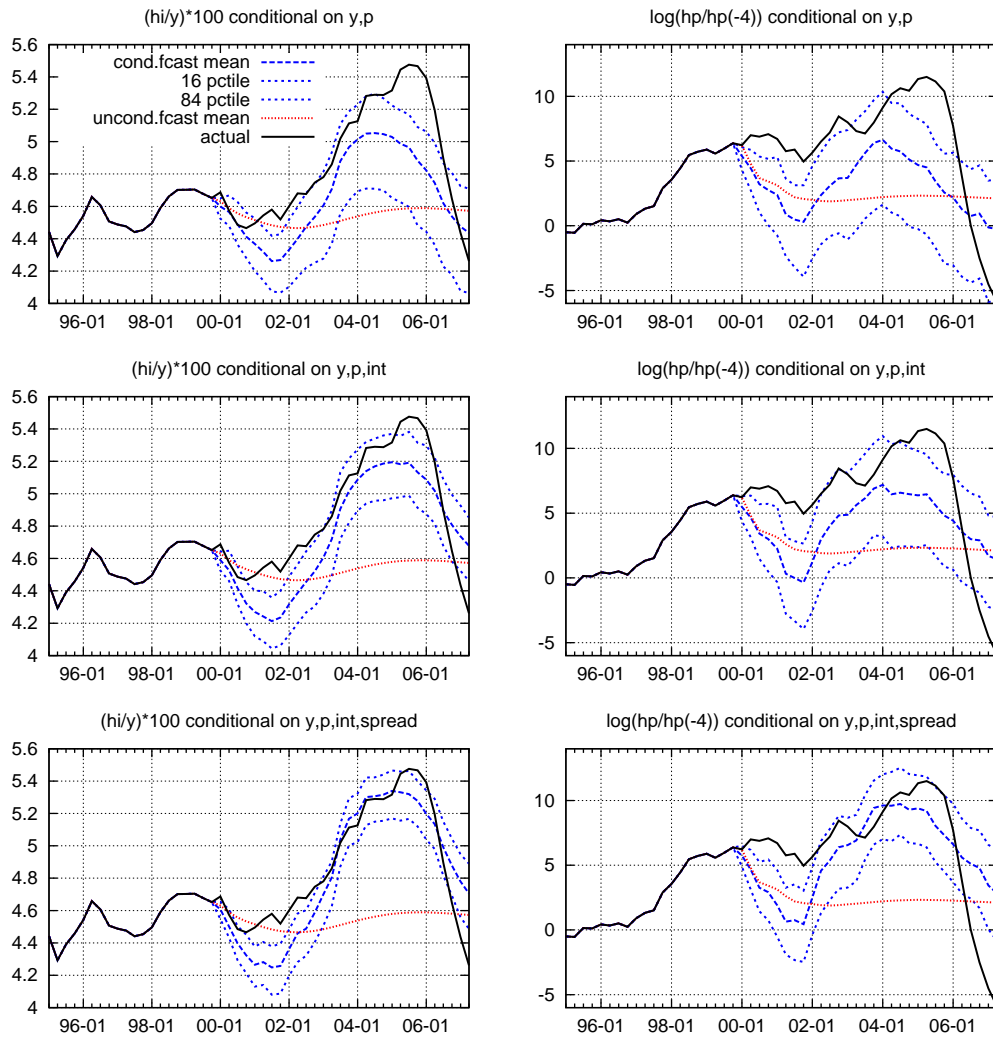 (hi/y)*100 conditional on y,p
5.6
5.4
5.2
5
4.8
4.6
4.4
4.2
4
cond.fcast mean
16 pctile
84 pctile
uncond.fcast mean
actual
96-01 98-01 00-01 02-01 04-01 06-01
log(hp/hp(-4)) conditional on y,p
10
5
0
-5
96-01 98-01 00-01 02-01 04-01 06-01
(hi/y)*100 conditional on y,p,int
5.6
5.4
5.2
5
4.8
4.6
4.4
4.2
4
96-01 98-01 00-01 02-01 04-01 06-01
log(hp/hp(-4)) conditional on y,p,int
10
5
0
-5
96-01 98-01 00-01 02-01 04-01 06-01
(hi/y)*100 conditional on y,p,int,spread
5.6
5.4
5.2
5
4.8
4.6
4.4
4.2
4
96-01 98-01 00-01 02-01 04-01 06-01
log(hp/hp(-4)) conditional on y,p,int,spread
10
5
0
-5
96-01 98-01 00-01 02-01 04-01 06-01